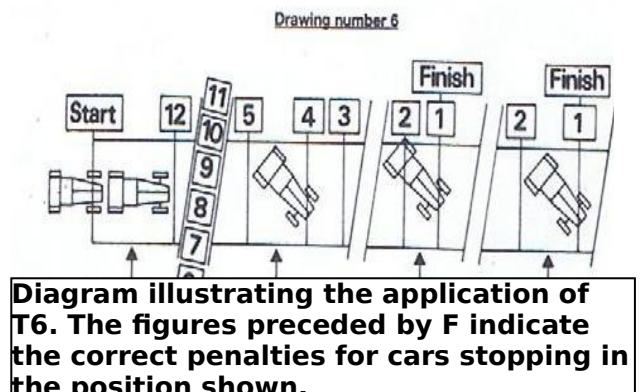 Drawing number 6
Finish
Finish
Start
12
11
10
9
8
7
5
4
3
2
1
2
1
Diagram illustrating the application of
T6. The figures preceded by F indicate
the correct penalties for cars stopping in
the position shown.